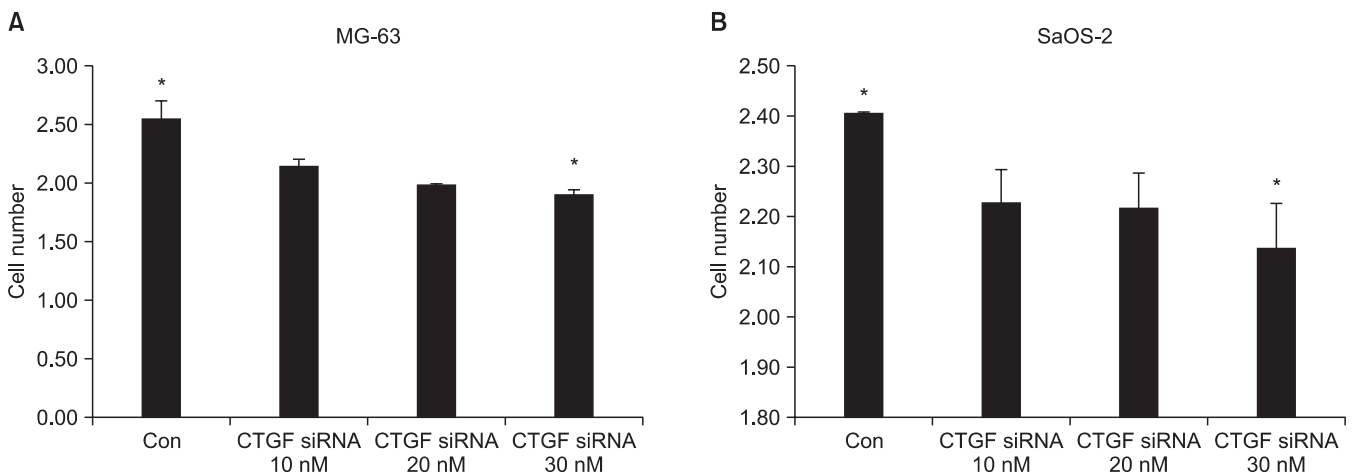 A
MG-63
3.00
2.50
2.00
1.50
1.00
0.50
0.00
Cell number
*
*
Con
CTGF siRNA
10 nM
CTGF siRNA
20 nM
CTGF siRNA
30 nM
B
SaOS-2
2.50
2.40
2.30
2.20
2.10
2.00
1.90
1.80
Cell number
*
*
Con
CTGF siRNA
10 nM
CTGF siRNA
20 nM
CTGF siRNA
30 nM